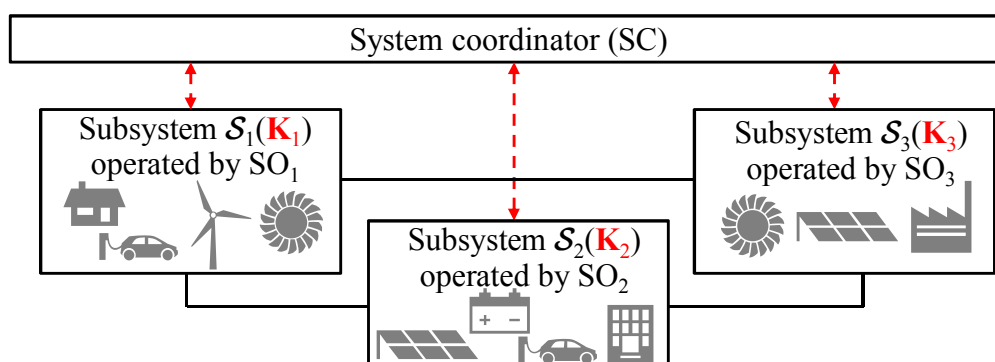 System coordinator (SC)
Subsystem 𝓢₁(𝐊₁)
operated by SO₁
Subsystem 𝓢₃(𝐊₃)
operated by SO₃
Subsystem 𝓢₂(𝐊₂)
operated by SO₂
+ −